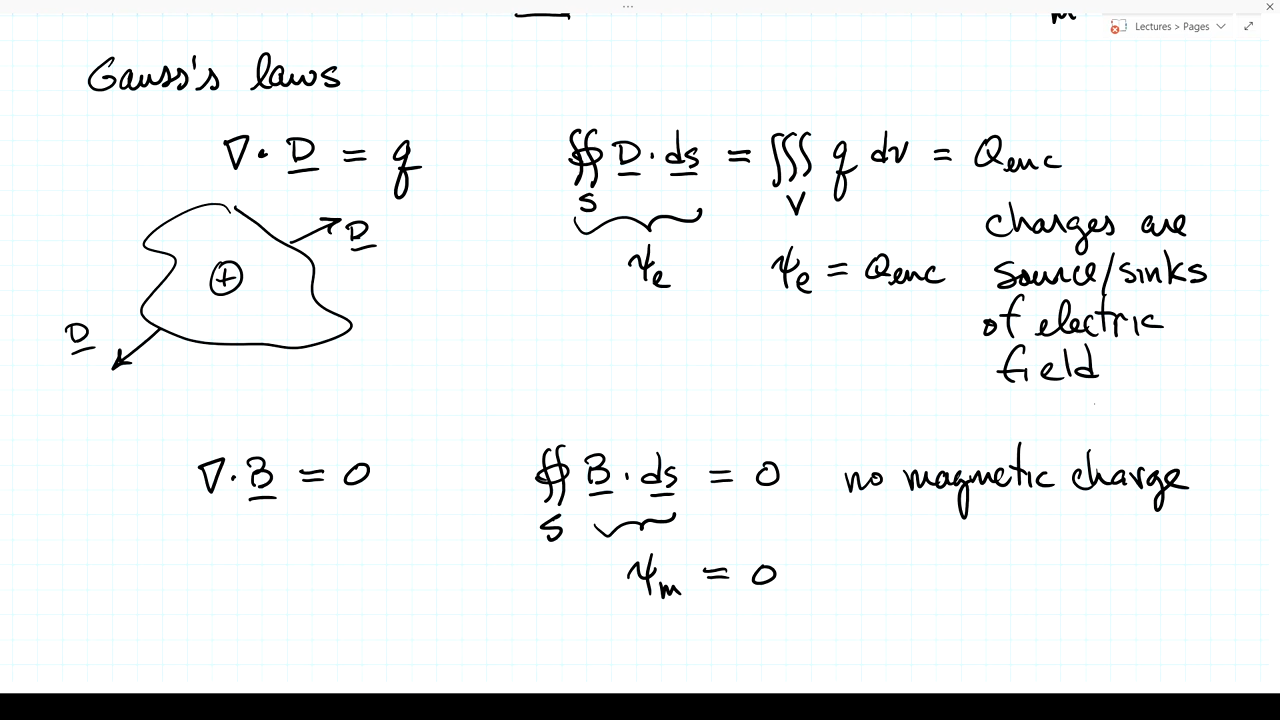 m
Lectures > Pages
Gauss's laws
∇ · D = q
∯ D · ds = ∭ q dv = Qenc
S
V
ψe
ψe = Qenc
charges are
source/sinks
of electric
field
D
+
D
∇ · B = 0
∯ B · ds = 0 no magnetic charge
S
ψm = 0